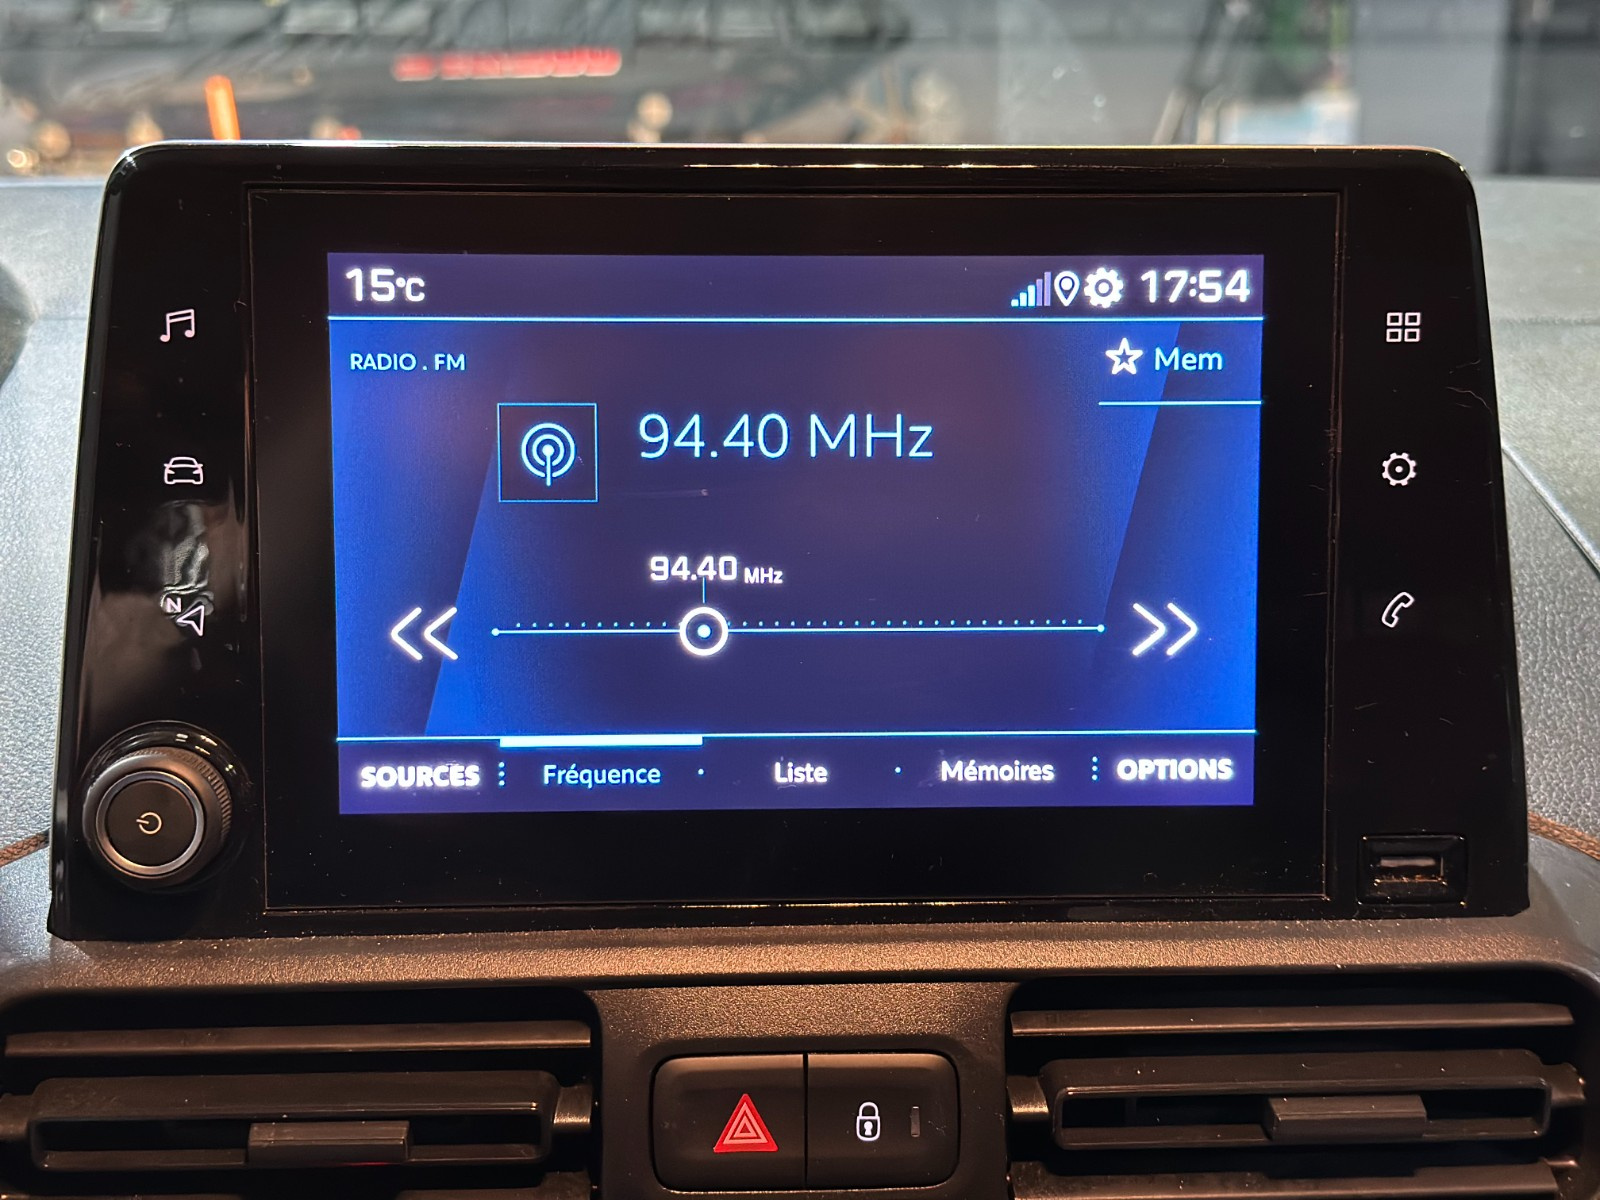 15°C 17:54
RADIO . FM
Mem
94.40 MHz
94.40 MHz
N
SOURCES Fréquence Liste Mémoires OPTIONS